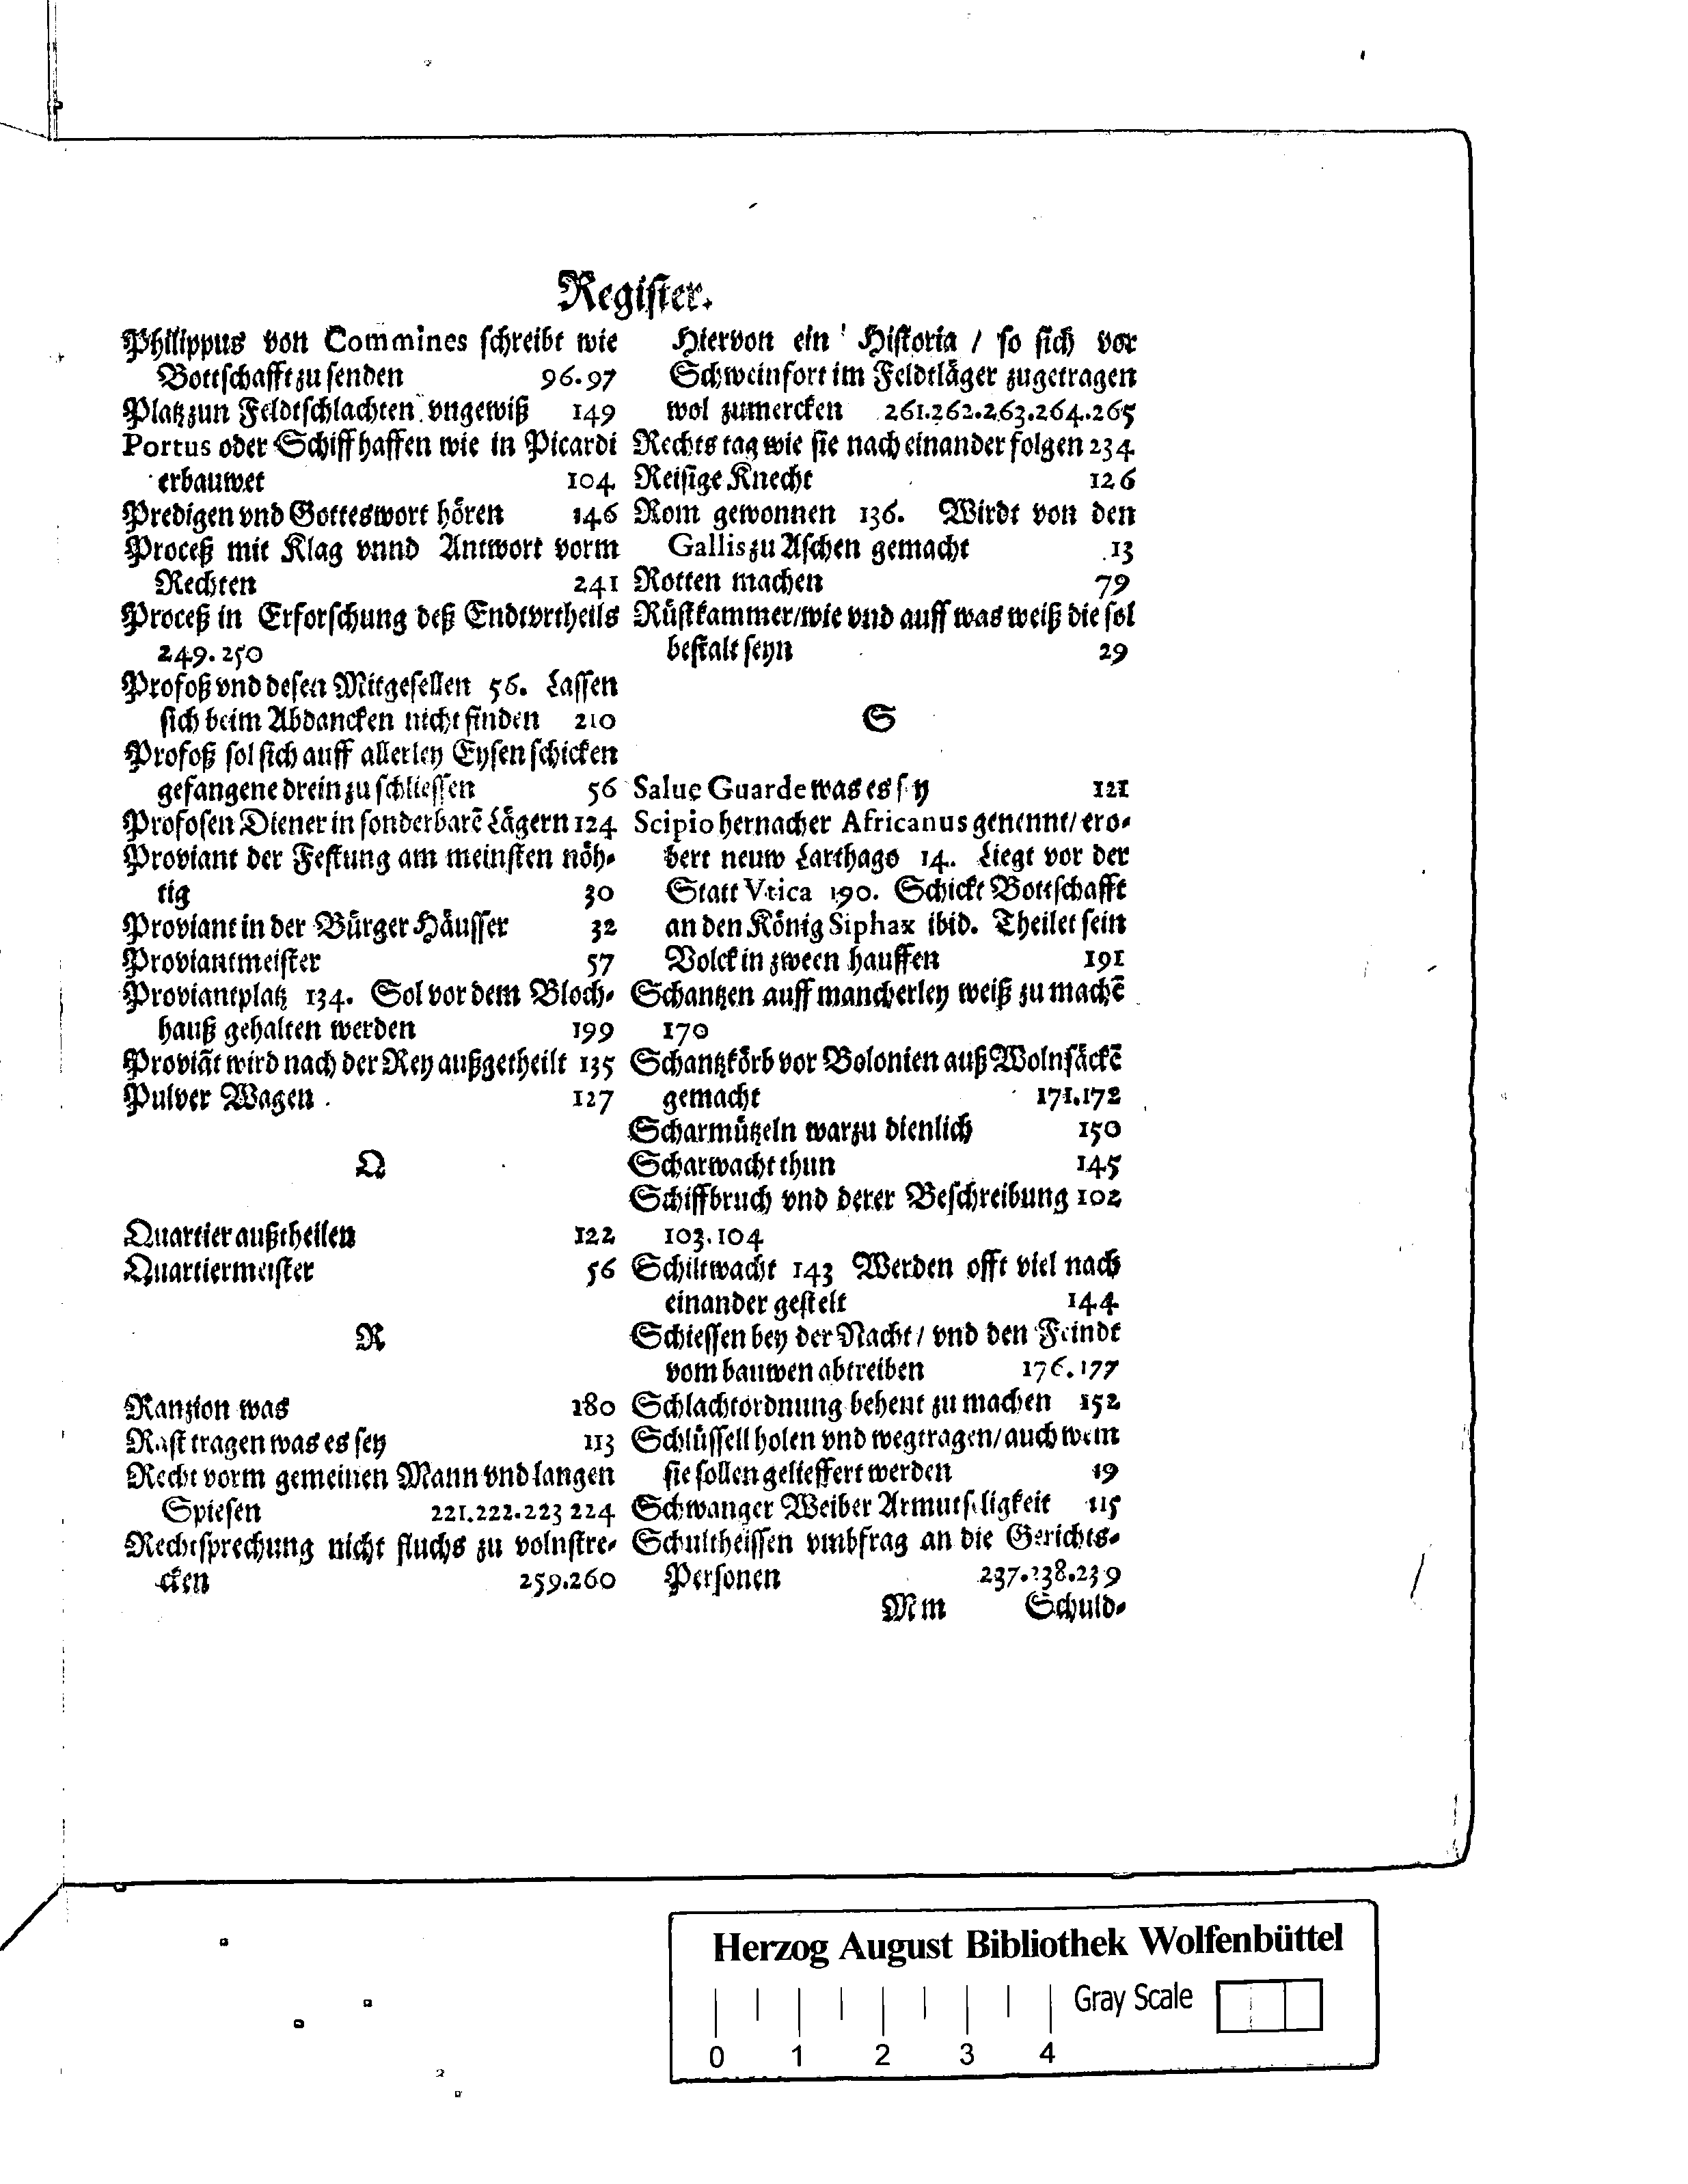 Register.
Philippus von Commines schreibt wie
Bottschafft zu senden 96.97
Platz zun Feldtschlachten vngewiß 149
Portus oder Schiffhaffen wie in Picardi
erbauwet 104
Predigen vnd Gotteswort hören 146
Proceß mit Klag vnnd Antwort vorm
Rechten 241
Proceß in Erforschung deß Endtvrtheils
249.250
Profoß vnd desen Mitgesellen 56. Lassen
sich beim Abdancken nicht finden 210
Profoß sol sich auff allerley Eysen schicken
gefangene drein zu schliessen 56
Profosen Diener in sonderbarẽ Lägern 124
Proviant der Festung am meinsten nöh-
tig 30
Proviant in der Bürger Häusser 32
Proviantmeister 57
Proviantplatz 134. Sol vor dem Bloch-
hauß gehalten werden 199
Proviãt wird nach der Rey außgetheilt 135
Pulver Wagen 127
Q
Quartier außtheilen 122
Quartiermeister 56
R
Ranzion was 180
Rast tragen was es sey 113
Recht vorm gemeinen Mann vnd langen
Spiesen 221.222.223 224
Rechtsprechung nicht fluchs zu volnstre-
cken 259.260
Hiervon ein Historia / so sich vor
Schweinfort im Feldtläger zugetragen
wol zumercken 261.262.263.264.265
Rechts tag wie sie nach einander folgen 234
Reisige Knecht 126
Rom gewonnen 136. Wirdt von den
Gallis zu Aschen gemacht 13
Rotten machen 79
Rüstkammer/wie vnd auff was weiß die sol
bestalt seyn 29
S
Salue Guarde was es sey 121
Scipio hernacher Africanus genennt/ ero-
bert neuw Carthago 14. Liegt vor der
Statt Vtica 190. Schickt Bottschafft
an den König Siphax ibid. Theilet sein
Volck in zween hauffen 191
Schantzen auff mancherley weiß zu machẽ
170
Schantzkörb vor Bolonien auß Wolnsäckẽ
gemacht 171.172
Scharmützeln warzu dienlich 150
Scharwacht thun 145
Schiffbruch vnd derer Beschreibung 102
103.104
Schiltwacht 143 Werden offt viel nach
einander gestelt 144
Schiessen bey der Nacht / vnd den Feindt
vom bauwen abtreiben 176.177
Schlachtordnung behent zu machen 152
Schlüssell holen vnd wegtragen/ auch wem
sie sollen gelieffert werden 19
Schwanger Weiber Armutseligkeit 115
Schultheissen vmbfrag an die Gerichts-
Personen 237.238.239
Mm Schuld-
Herzog August Bibliothek Wolfenbüttel
Gray Scale
0 1 2 3 4